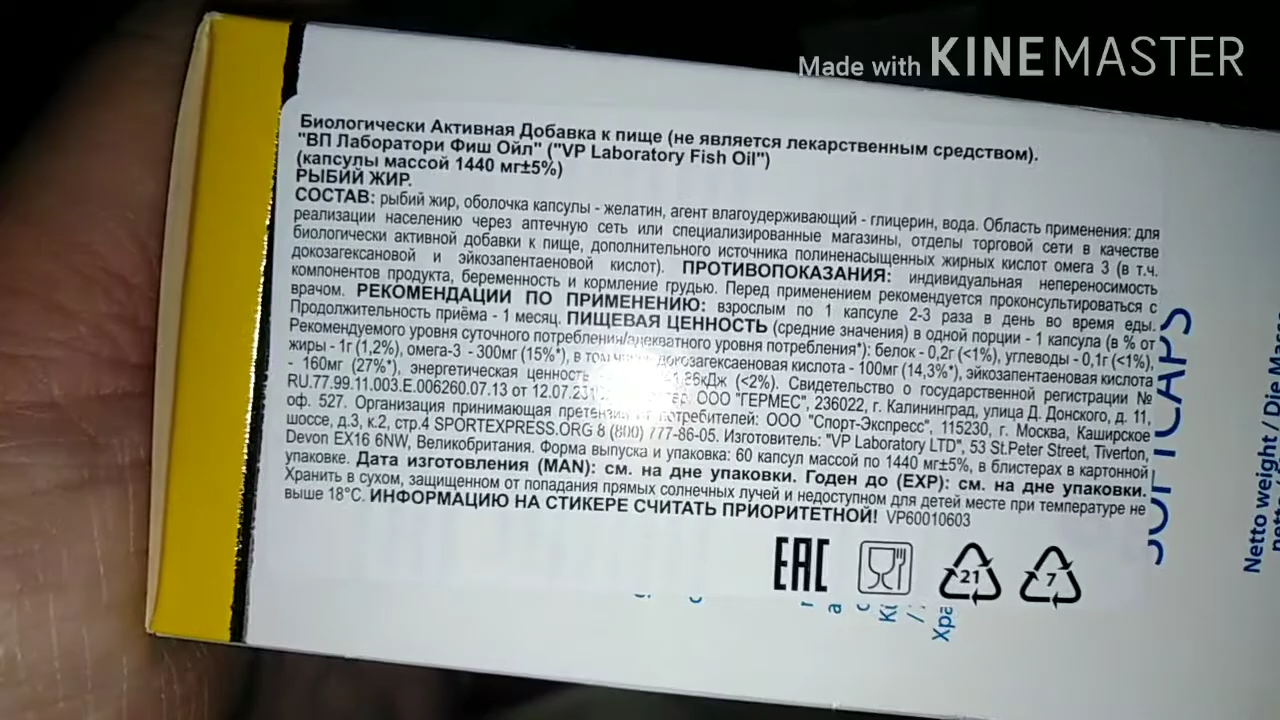 Made with KINEMASTER
Биологически Активная Добавка к пище (не является лекарственным средством).
"ВП Лаборатори Фиш Ойл" ("VP Laboratory Fish Oil")
(капсулы массой 1440 мг±5%)
РЫБИЙ ЖИР.
СОСТАВ: рыбий жир, оболочка капсулы - желатин, агент влагоудерживающий - глицерин, вода. Область применения: для
реализации населению через аптечную сеть или специализированные магазины, отделы торговой сети в качестве
биологически активной добавки к пище, дополнительного источника полиненасыщенных жирных кислот омега 3 (в т.ч.
докозагексановой и эйкозапентаеновой кислот). ПРОТИВОПОКАЗАНИЯ: индивидуальная непереносимость
компонентов продукта, беременность и кормление грудью. Перед применением рекомендуется проконсультироваться с
врачом. РЕКОМЕНДАЦИИ ПО ПРИМЕНЕНИЮ: взрослым по 1 капсуле 2-3 раза в день во время еды.
Продолжительность приёма - 1 месяц. ПИЩЕВАЯ ЦЕННОСТЬ (средние значения) в одной порции - 1 капсула (в % от
Рекомендуемого уровня суточного потребления/адекватного уровня потребления*): белок - 0,2г (<1%), углеводы - 0,1г (<1%),
жиры - 1г (1,2%), омега-3 - 300мг (15%*), в том докозагексаеновая кислота - 100мг (14,3%*), эйкозапентаеновая кислота
- 160мг (27%*), энергетическая ценность (<2%). Свидетельство о государственной регистрации №
RU.77.99.11.003.E.006260.07.13 от 12.07. ООО "ГЕРМЕС", 236022, г. Калининград, улица Д. Донского, д. 11,
оф. 527. Организация принимающая претензии от потребителей: ООО "Спорт-Экспресс", 115230, г. Москва, Каширское
шоссе, д.3, к.2, стр.4 SPORTEXPRESS.ORG 8 (800) 777-86-05. Изготовитель: "VP Laboratory LTD", 53 St.Peter Street, Tiverton,
Devon EX16 6NW, Великобритания. Форма выпуска и упаковка: 60 капсул массой по 1440 мг±5%, в блистерах в картонной
упаковке. Дата изготовления (MAN): см. на дне упаковки. Годен до (EXP): см. на дне упаковки.
Хранить в сухом, защищенном от попадания прямых солнечных лучей и недоступном для детей месте при температуре не
выше 18°С. ИНФОРМАЦИЮ НА СТИКЕРЕ СЧИТАТЬ ПРИОРИТЕТНОЙ! VP60010603
EAC
21
7
Netto weight / Die